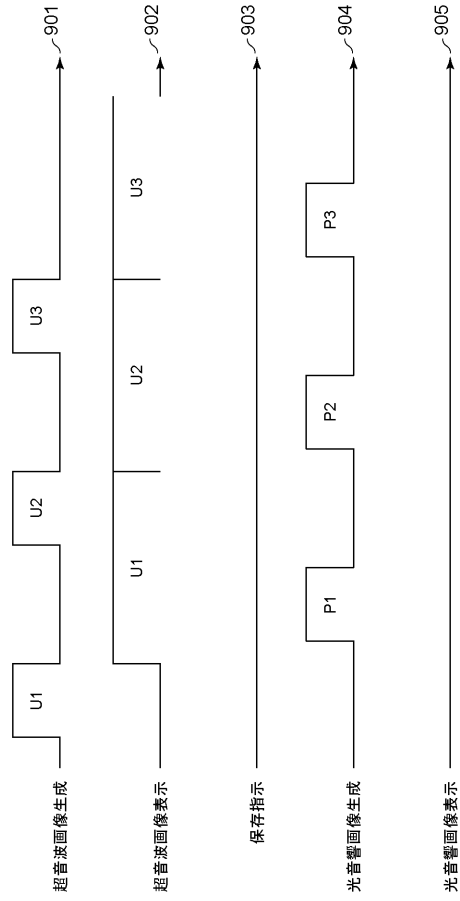 超音波画像生成
U1
U2
U3
901
超音波画像表示
U1
U2
U3
902
保存指示
903
光音響画像生成
P1
P2
P3
904
光音響画像表示
905